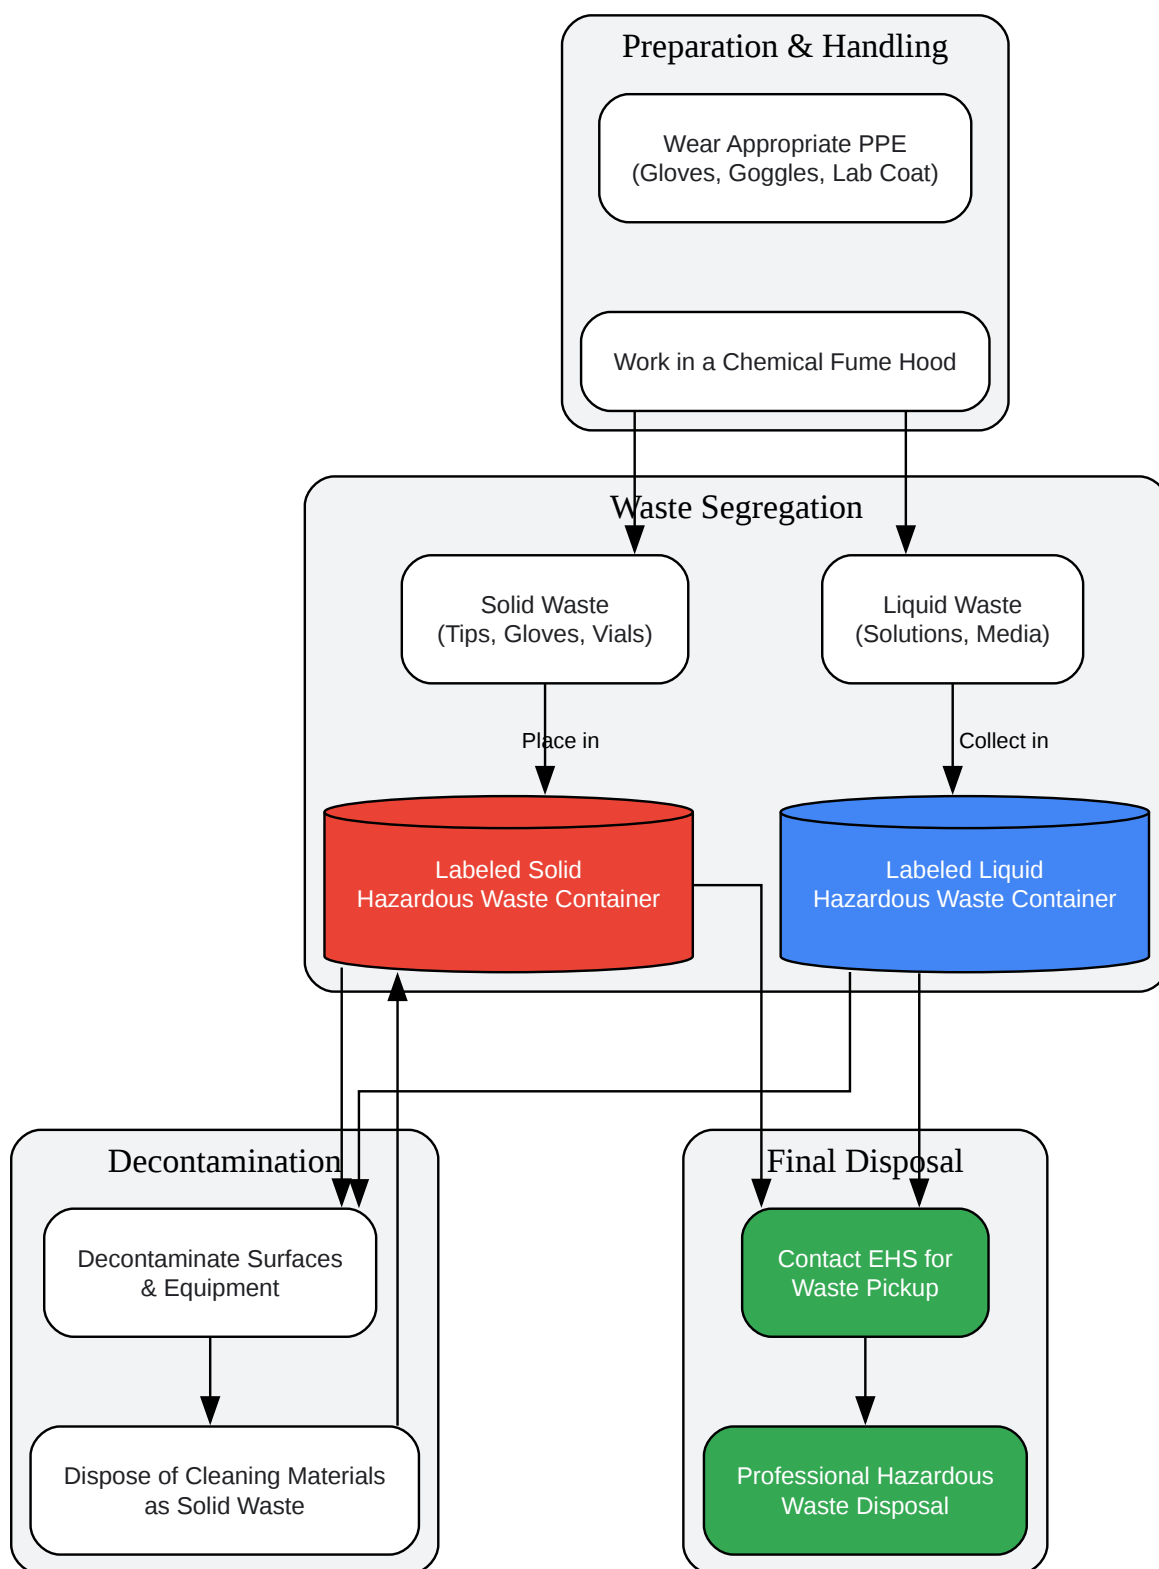 Preparation & Handling
Wear Appropriate PPE
(Gloves, Goggles, Lab Coat)
Work in a Chemical Fume Hood
Waste Segregation
Solid Waste
(Tips, Gloves, Vials)
Liquid Waste
(Solutions, Media)
Place in
Collect in
Labeled Solid
Hazardous Waste Container
Labeled Liquid
Hazardous Waste Container
Decontamination
Decontaminate Surfaces
& Equipment
Dispose of Cleaning Materials
as Solid Waste
Final Disposal
Contact EHS for
Waste Pickup
Professional Hazardous
Waste Disposal